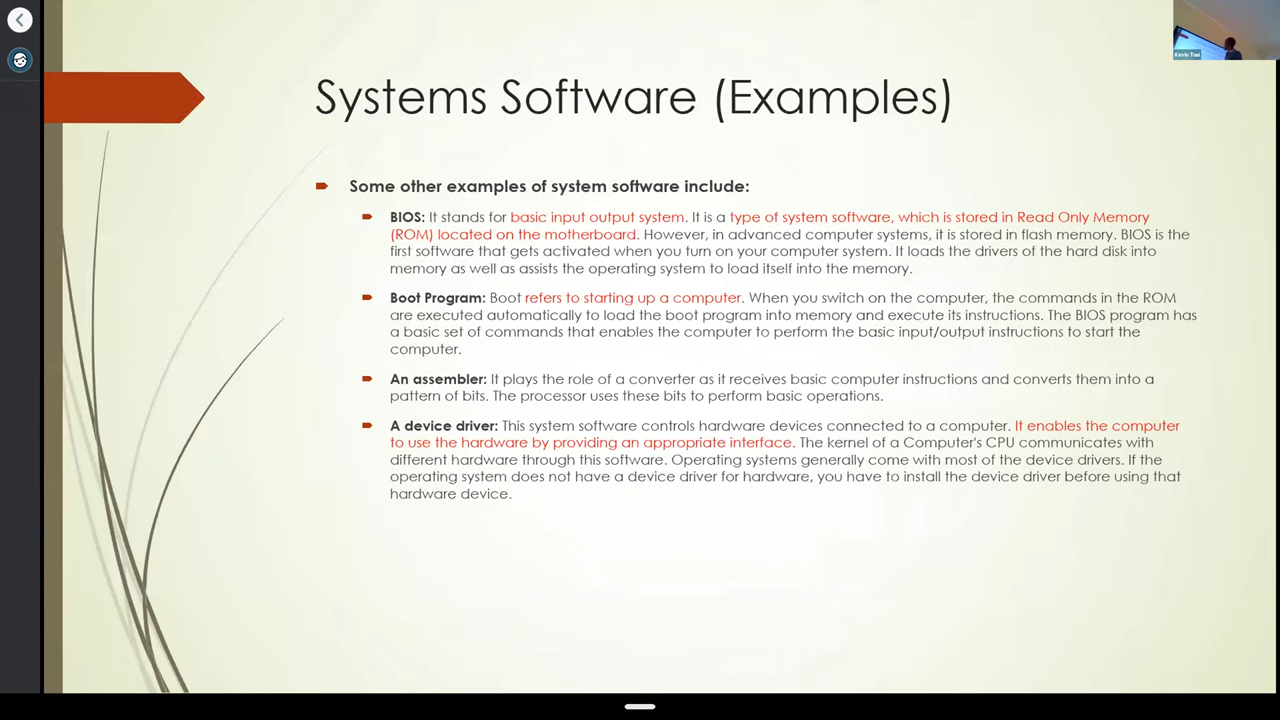 Kevin Tuei
Systems Software (Examples)
Some other examples of system software include:
BIOS: It stands for basic input output system. It is a type of system software, which is stored in Read Only Memory
(ROM) located on the motherboard. However, in advanced computer systems, it is stored in flash memory. BIOS is the
first software that gets activated when you turn on your computer system. It loads the drivers of the hard disk into
memory as well as assists the operating system to load itself into the memory.
Boot Program: Boot refers to starting up a computer. When you switch on the computer, the commands in the ROM
are executed automatically to load the boot program into memory and execute its instructions. The BIOS program has
a basic set of commands that enables the computer to perform the basic input/output instructions to start the
computer.
An assembler: It plays the role of a converter as it receives basic computer instructions and converts them into a
pattern of bits. The processor uses these bits to perform basic operations.
A device driver: This system software controls hardware devices connected to a computer. It enables the computer
to use the hardware by providing an appropriate interface. The kernel of a Computer's CPU communicates with
different hardware through this software. Operating systems generally come with most of the device drivers. If the
operating system does not have a device driver for hardware, you have to install the device driver before using that
hardware device.